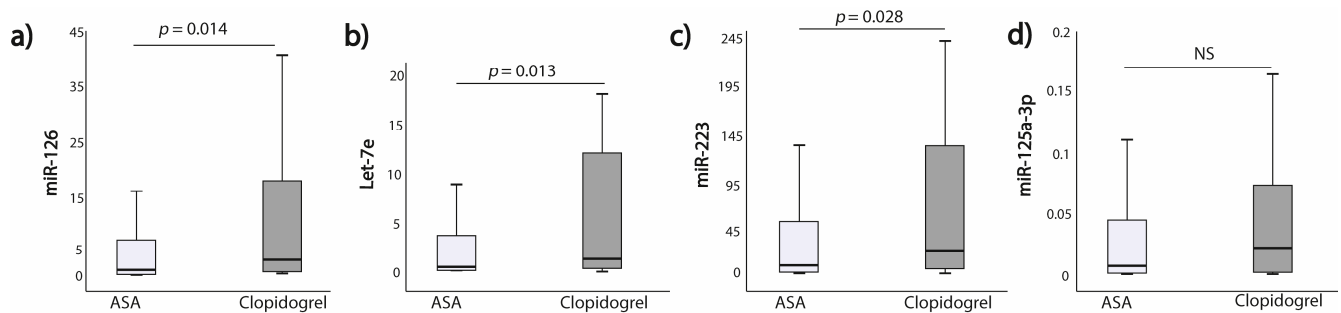 a)
p = 0.014
miR-126
45
35
25
15
5
0
ASA
Clopidogrel
b)
p = 0.013
Let-7e
20
15
10
5
0
ASA
Clopidogrel
c)
p = 0.028
miR-223
245
195
145
95
45
0
ASA
Clopidogrel
d)
NS
miR-125a-3p
0.2
0.15
0.1
0.05
0
ASA
Clopidogrel